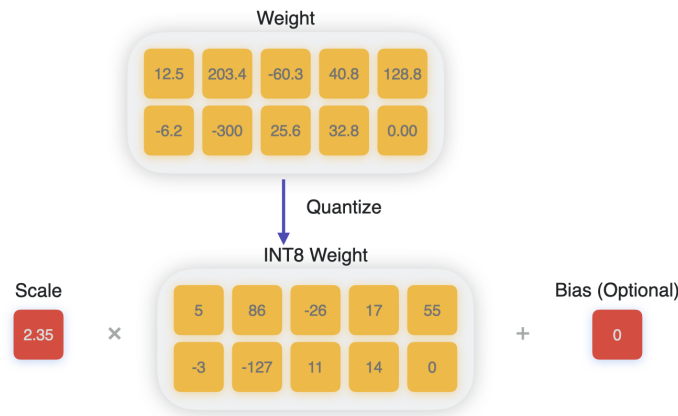 Weight
12.5 203.4 -60.3 40.8 128.8
-6.2 -300 25.6 32.8 0.00
Quantize
INT8 Weight
Scale
Bias (Optional)
5 86 -26 17 55
2.35 × + 0
-3 -127 11 14 0